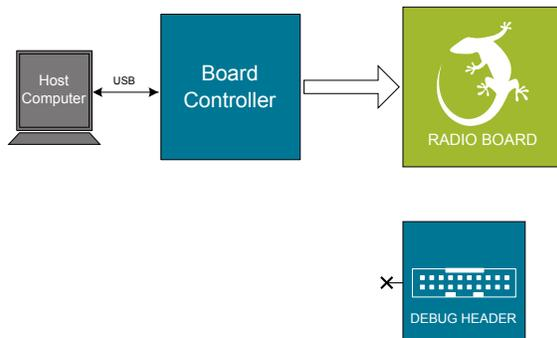 Host
Computer
USB
Board
Controller
RADIO BOARD
DEBUG HEADER